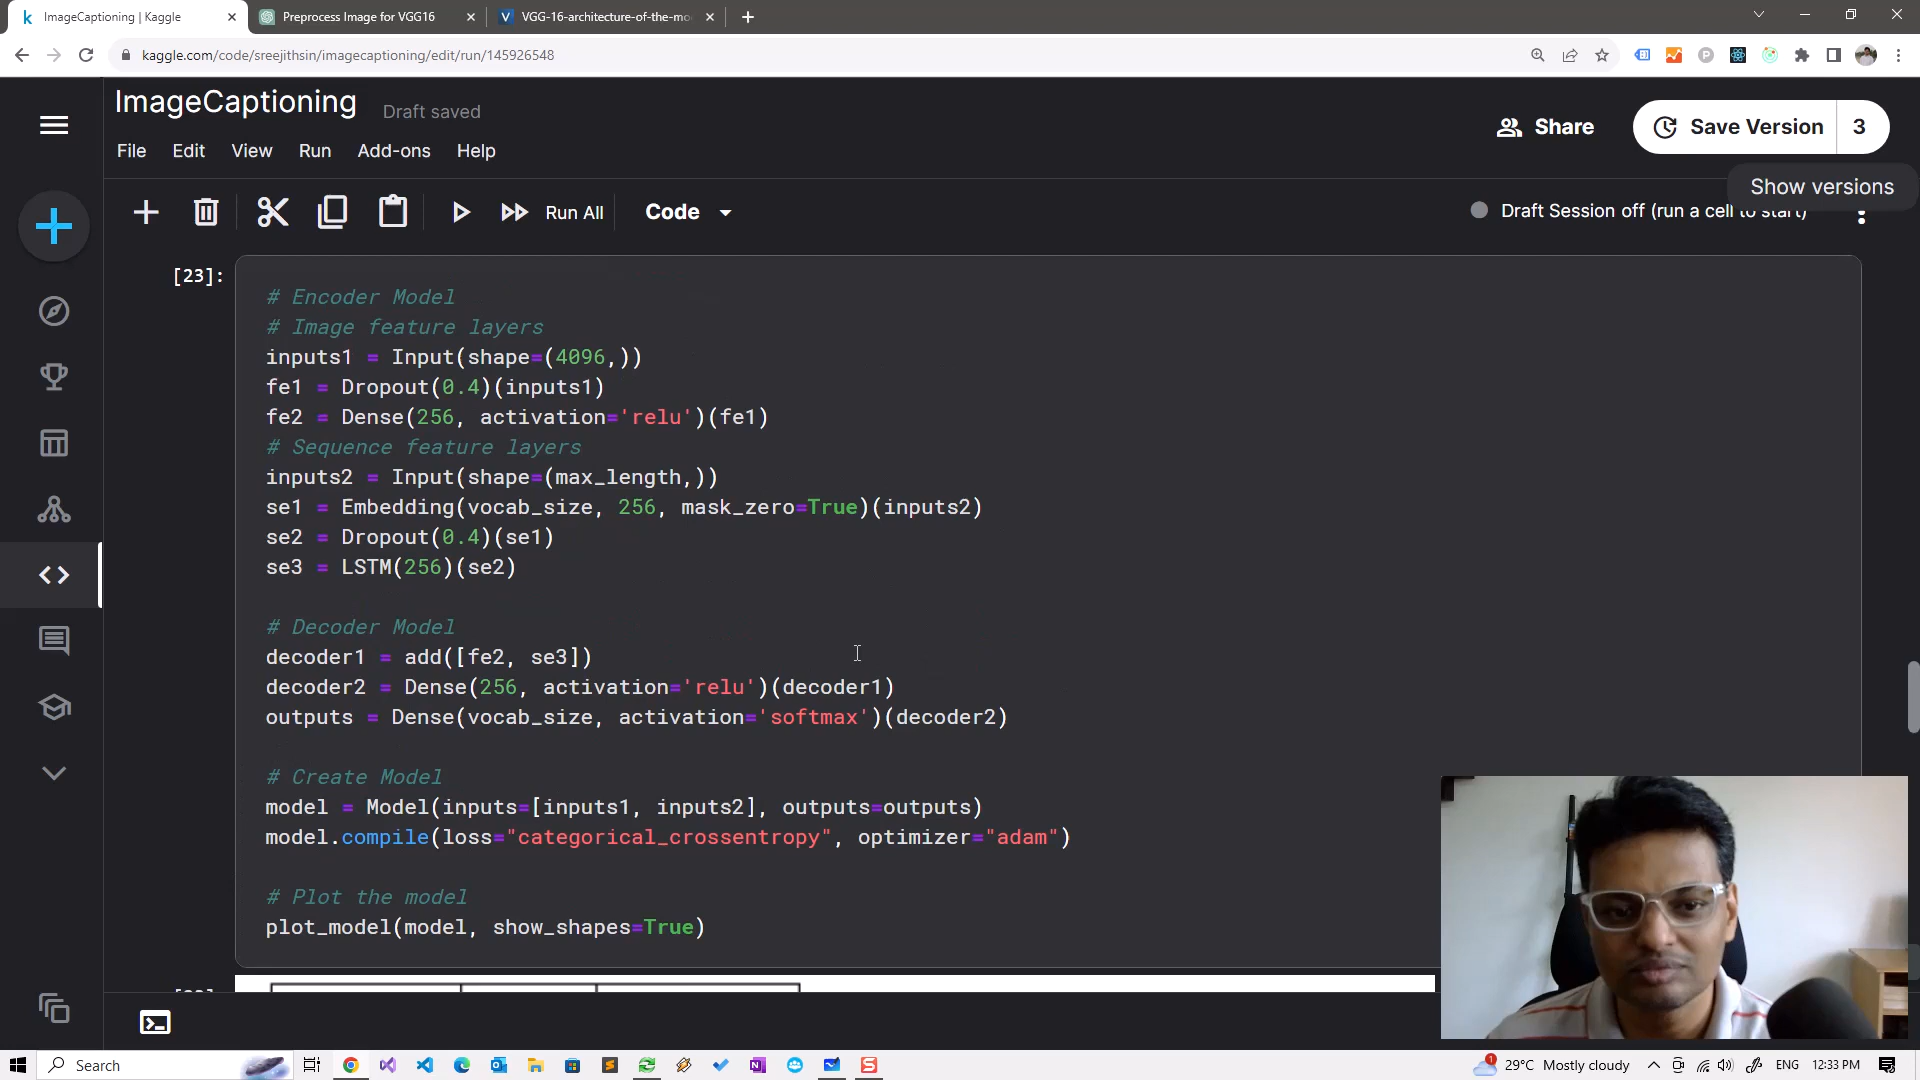 ImageCaptioning | Kaggle
Preprocess Image for VGG16
VGG-16-architecture-of-the-mo
kaggle.com/code/sreejithsin/imagecaptioning/edit/run/145926548
ImageCaptioning
Draft saved
Share
Save Version
3
File
Edit
View
Run
Add-ons
Help
Show versions
Run All
Code
Draft Session off (run a cell to start)
[23]:
# Encoder Model
# Image feature layers
inputs1 = Input(shape=(4096,))
fe1 = Dropout(0.4)(inputs1)
fe2 = Dense(256, activation='relu')(fe1)
# Sequence feature layers
inputs2 = Input(shape=(max_length,))
se1 = Embedding(vocab_size, 256, mask_zero=True)(inputs2)
se2 = Dropout(0.4)(se1)
se3 = LSTM(256)(se2)
# Decoder Model
decoder1 = add([fe2, se3])
decoder2 = Dense(256, activation='relu')(decoder1)
outputs = Dense(vocab_size, activation='softmax')(decoder2)
# Create Model
model = Model(inputs=[inputs1, inputs2], outputs=outputs)
model.compile(loss="categorical_crossentropy", optimizer="adam")
# Plot the model
plot_model(model, show_shapes=True)
Search
1
29°C Mostly cloudy
ENG
12:33 PM